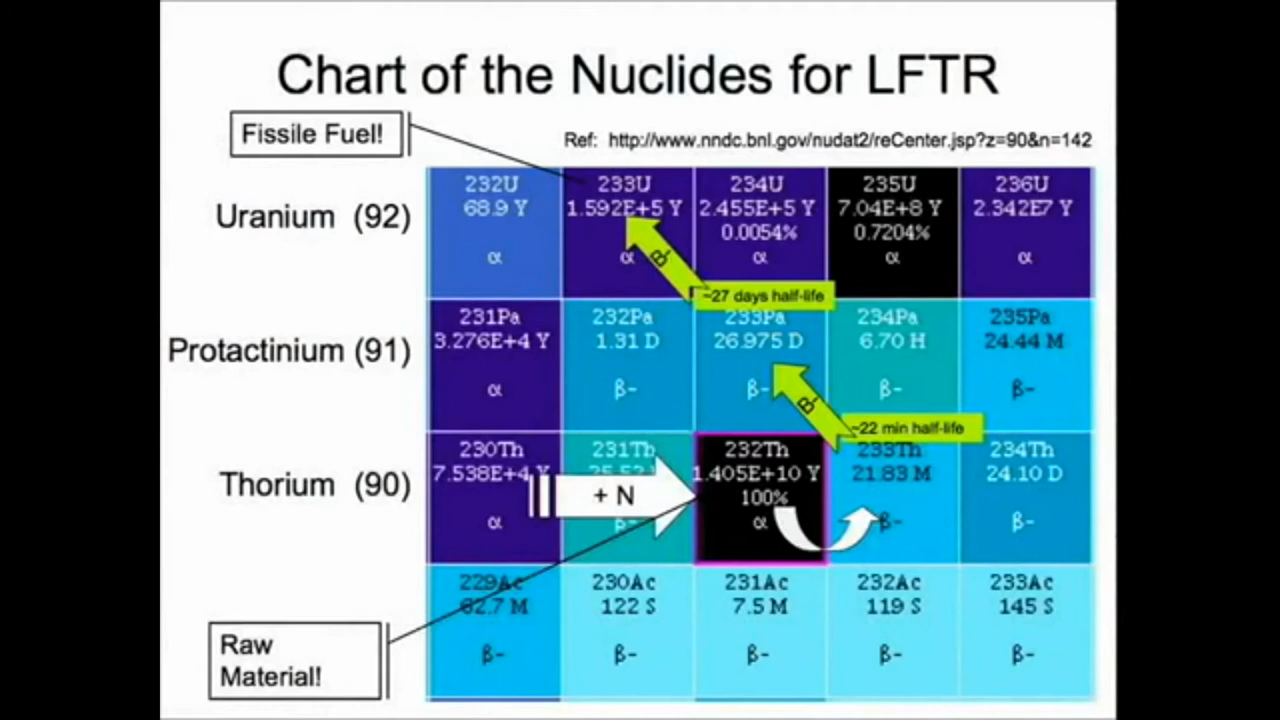 Chart of the Nuclides for LFTR
Fissile Fuel!
Ref: http://www.nndc.bnl.gov/nudat2/reCenter.jsp?z=90&n=142
Uranium (92)
232U
68.9 Y
α
233U
1.592E+5 Y
α
234U
2.455E+5 Y
0.0054%
α
235U
7.04E+8 Y
0.7204%
α
236U
2.342E7 Y
α
B-
~27 days half-life
Protactinium (91)
231Pa
3.276E+4 Y
α
232Pa
1.31 D
β-
233Pa
26.975 D
β-
234Pa
6.70 H
β-
235Pa
24.44 M
β-
B-
~22 min half-life
Thorium (90)
230Th
7.538E+4 Y
α
231Th
β-
+ N
232Th
1.405E+10 Y
100%
α
233Th
21.83 M
β-
234Th
24.10 D
β-
229Ac
62.7 M
β-
230Ac
122 S
β-
231Ac
7.5 M
β-
232Ac
119 S
β-
233Ac
145 S
β-
Raw
Material!